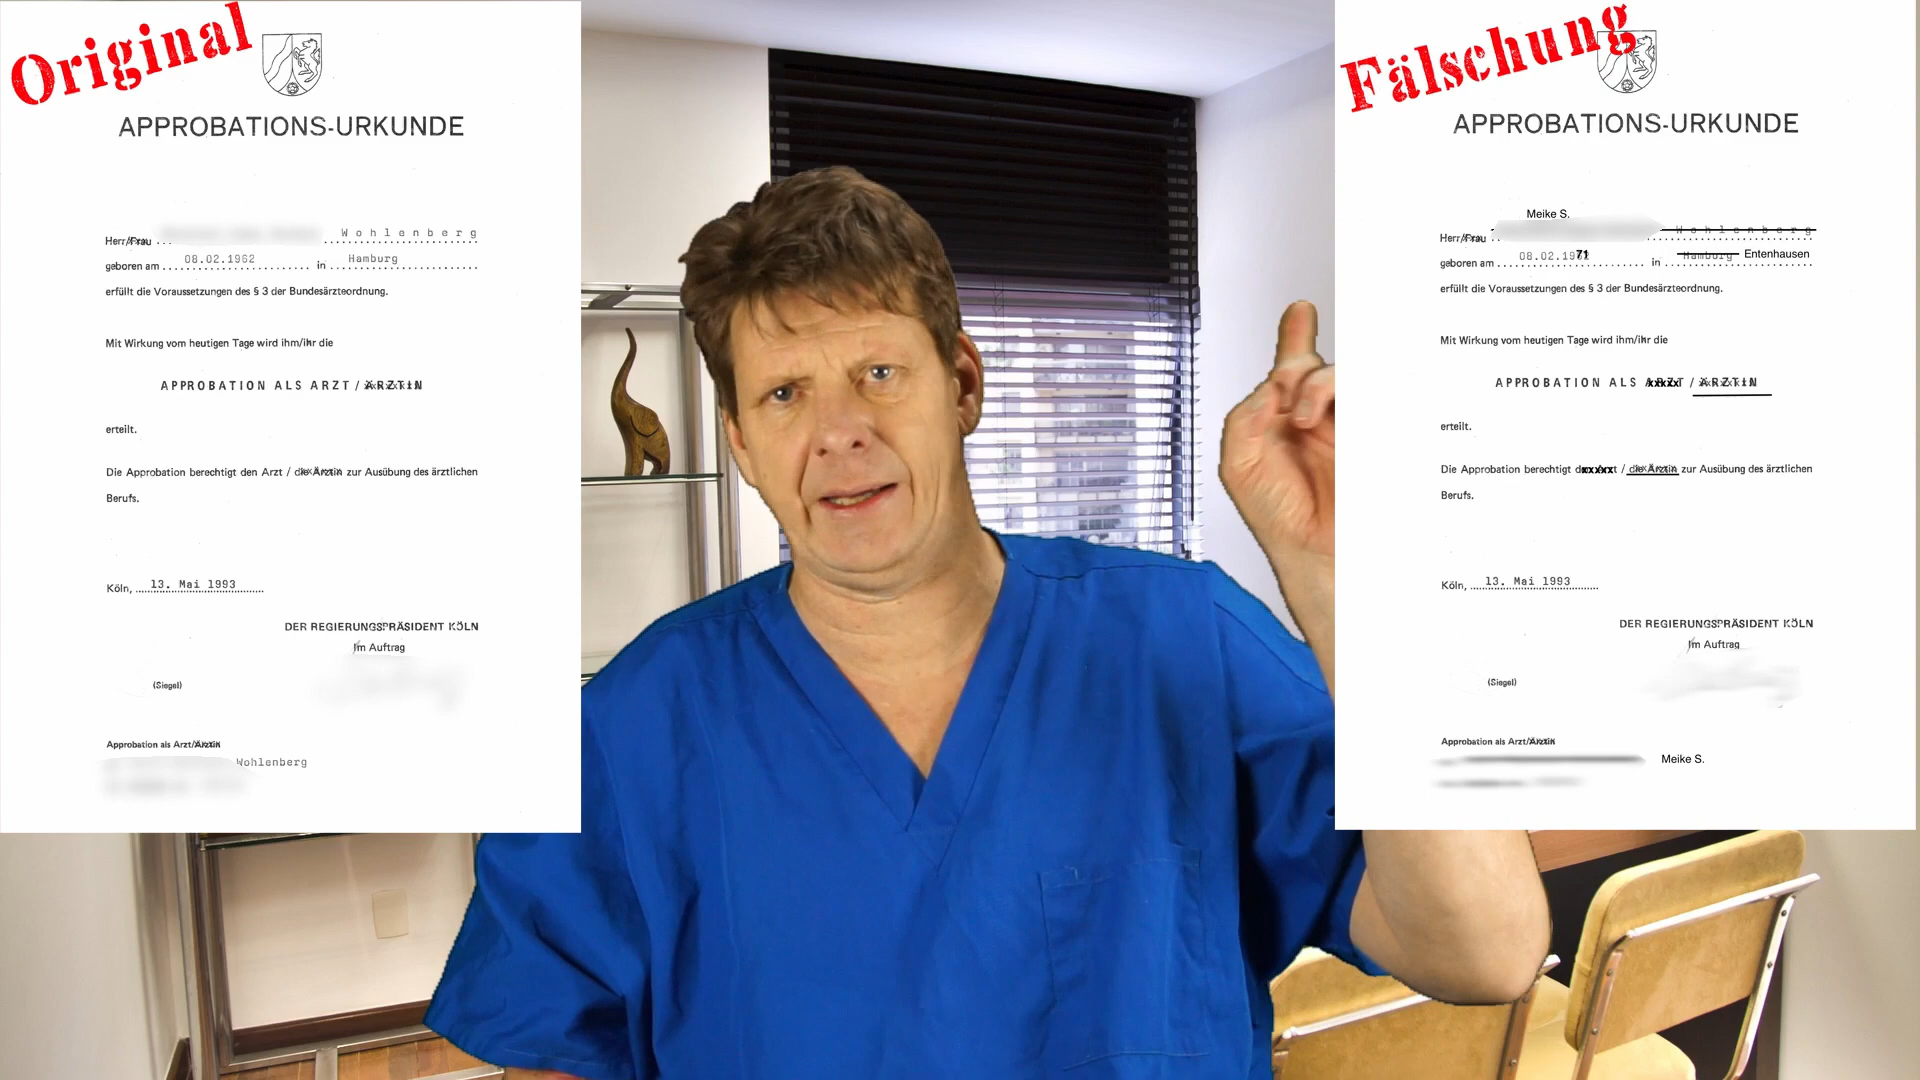 Original
APPROBATIONS-URKUNDE
Herr/Frau ... Wohlenberg
geboren am 08.02.1962 in Hamburg
erfüllt die Voraussetzungen des § 3 der Bundesärzteordnung.
Mit Wirkung vom heutigen Tage wird ihm/ihr die
APPROBATION ALS ARZT / ÄRZTIN
erteilt.
Die Approbation berechtigt den Arzt / die Ärztin zur Ausübung des ärztlichen
Berufs.
Köln, 13. Mai 1993
DER REGIERUNGSPRÄSIDENT KÖLN
Im Auftrag
(Siegel)
Approbation als Arzt/Ärztin
Wohlenberg
Fälschung
APPROBATIONS-URKUNDE
Meike S.
Herr/Frau ... Wohlenberg
geboren am 08.02.1971 in Hamburg Entenhausen
erfüllt die Voraussetzungen des § 3 der Bundesärzteordnung.
Mit Wirkung vom heutigen Tage wird ihm/ihr die
APPROBATION ALS xxxxx / ÄRZTIN
erteilt.
Die Approbation berechtigt xxxxx / die Ärztin zur Ausübung des ärztlichen
Berufs.
Köln, 13. Mai 1993
DER REGIERUNGSPRÄSIDENT KÖLN
Im Auftrag
(Siegel)
Approbation als Arzt/Ärztin
Meike S.